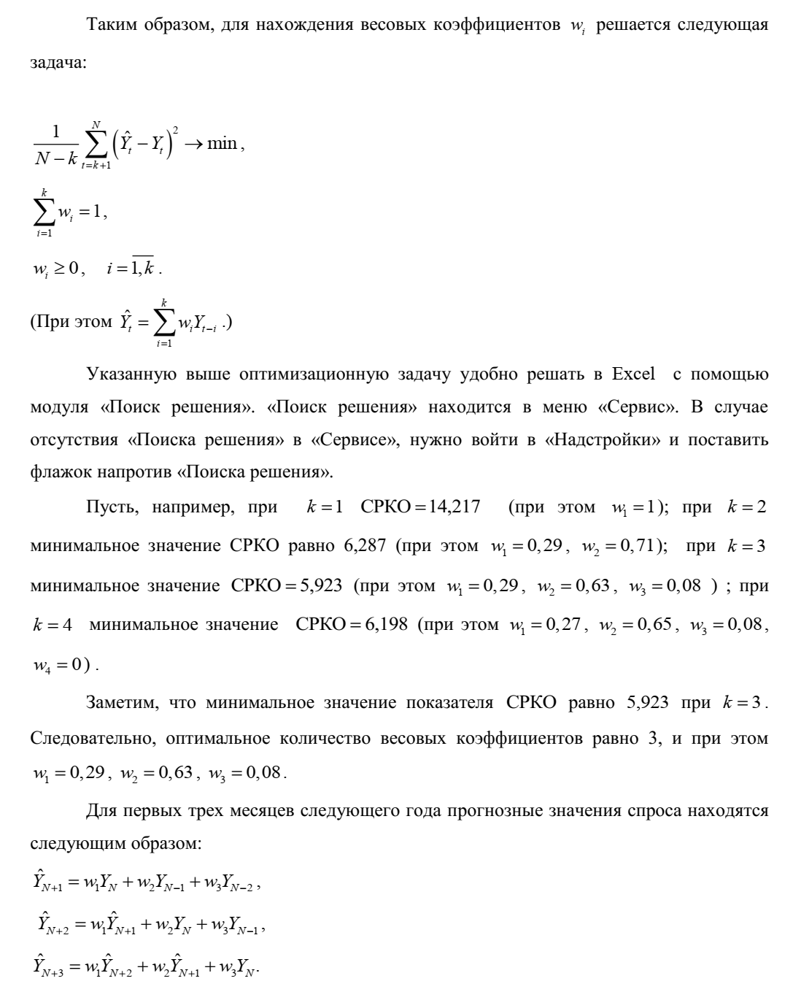 Таким образом, для нахождения весовых коэффициентов w_i решается следующая
задача:
\frac{1}{N-k} \sum_{t=k+1}^{N} (\hat{Y}_t - Y_t)^2 → min,
\sum_{i=1}^{k} w_i = 1,
w_i ≥ 0, i = \overline{1,k}.
(При этом \hat{Y}_t = \sum_{i=1}^{k} w_i Y_{t-i}.)
Указанную выше оптимизационную задачу удобно решать в Excel с помощью
модуля «Поиск решения». «Поиск решения» находится в меню «Сервис». В случае
отсутствия «Поиска решения» в «Сервисе», нужно войти в «Надстройки» и поставить
флажок напротив «Поиска решения».
Пусть, например, при k = 1 СРКО = 14,217 (при этом w_1 = 1); при k = 2
минимальное значение СРКО равно 6,287 (при этом w_1 = 0,29, w_2 = 0,71); при k = 3
минимальное значение СРКО = 5,923 (при этом w_1 = 0,29, w_2 = 0,63, w_3 = 0,08 ) ; при
k = 4 минимальное значение СРКО = 6,198 (при этом w_1 = 0,27, w_2 = 0,65, w_3 = 0,08,
w_4 = 0) .
Заметим, что минимальное значение показателя СРКО равно 5,923 при k = 3.
Следовательно, оптимальное количество весовых коэффициентов равно 3, и при этом
w_1 = 0,29, w_2 = 0,63, w_3 = 0,08.
Для первых трех месяцев следующего года прогнозные значения спроса находятся
следующим образом:
\hat{Y}_{N+1} = w_1 Y_N + w_2 Y_{N-1} + w_3 Y_{N-2},
\hat{Y}_{N+2} = w_1 \hat{Y}_{N+1} + w_2 Y_N + w_3 Y_{N-1},
\hat{Y}_{N+3} = w_1 \hat{Y}_{N+2} + w_2 \hat{Y}_{N+1} + w_3 Y_N.